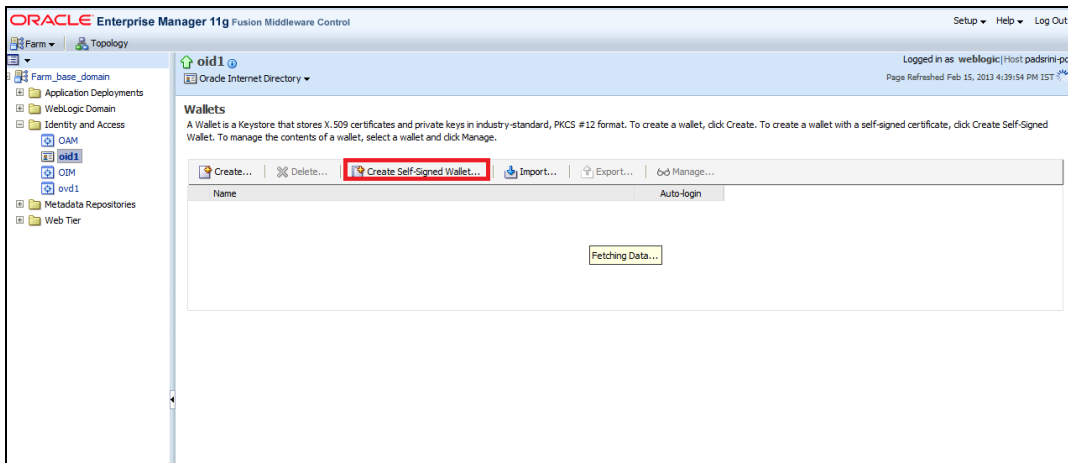 ORACLE Enterprise Manager 11g Fusion Middleware Control
Setup Help Log Out
Farm Topology
Farm_base_domain
Application Deployments
WebLogic Domain
Identity and Access
OAM
oid1
OIM
ovd1
Metadata Repositories
Web Tier
oid1
Oracle Internet Directory
Logged in as weblogic|Host padsrini-pc
Page Refreshed Feb 15, 2013 4:39:54 PM IST
Wallets
A Wallet is a Keystore that stores X.509 certificates and private keys in industry-standard, PKCS #12 format. To create a wallet, click Create. To create a wallet with a self-signed certificate, click Create Self-Signed
Wallet. To manage the contents of a wallet, select a wallet and click Manage.
Create... Delete... Create Self-Signed Wallet... Import... Export... Manage...
Name Auto-login
Fetching Data...